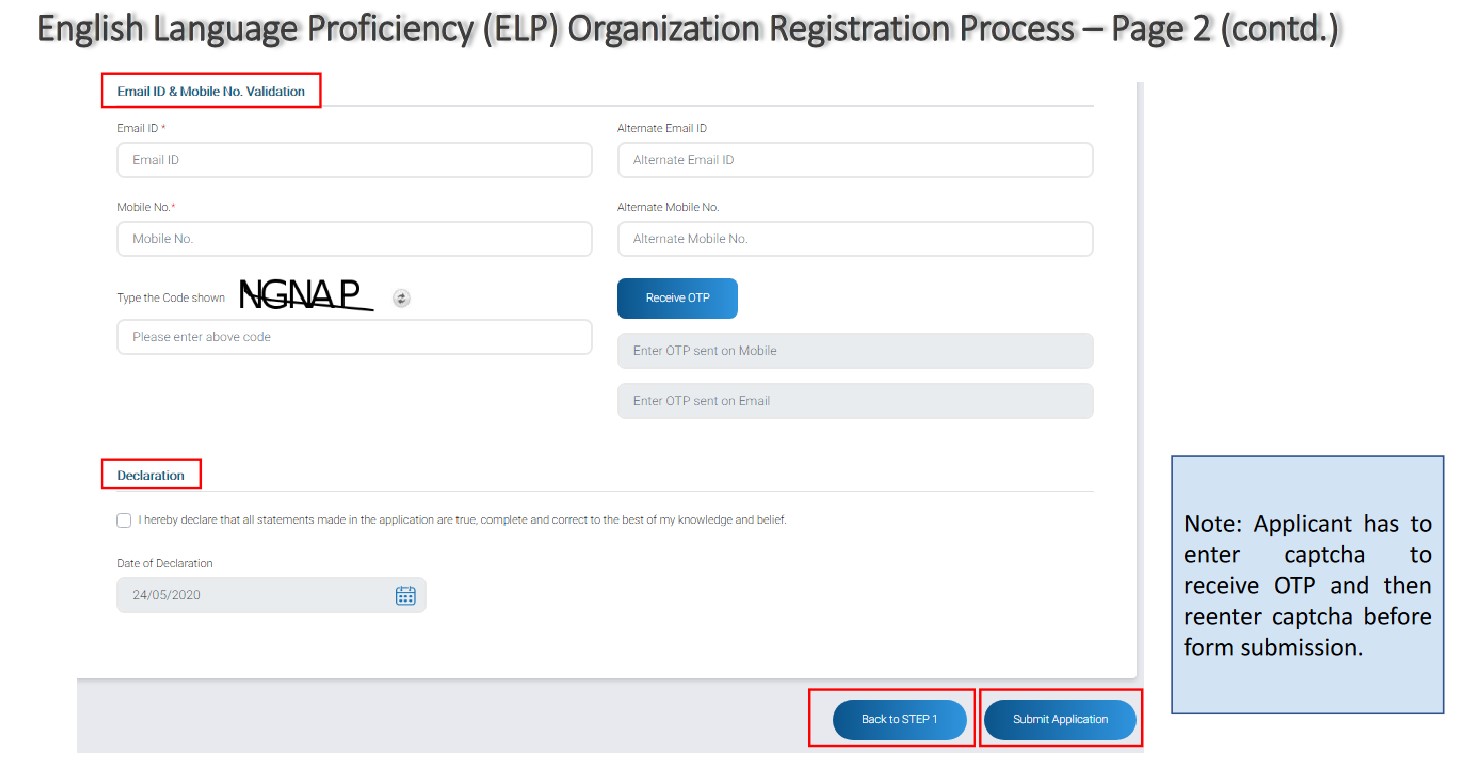 English Language Proficiency (ELP) Organization Registration Process – Page 2 (contd.)
Email ID & Mobile No. Validation
Email ID *
Alternate Email ID
Email ID
Alternate Email ID
Mobile No.*
Alternate Mobile No.
Mobile No.
Alternate Mobile No.
Type the Code shown
NGNAP
Receive OTP
Please enter above code
Enter OTP sent on Mobile
Enter OTP sent on Email
Declaration
I hereby declare that all statements made in the application are true, complete and correct to the best of my knowledge and belief.
Date of Declaration
24/05/2020
Note: Applicant has to
enter captcha to
receive OTP and then
reenter captcha before
form submission.
Back to STEP 1
Submit Application